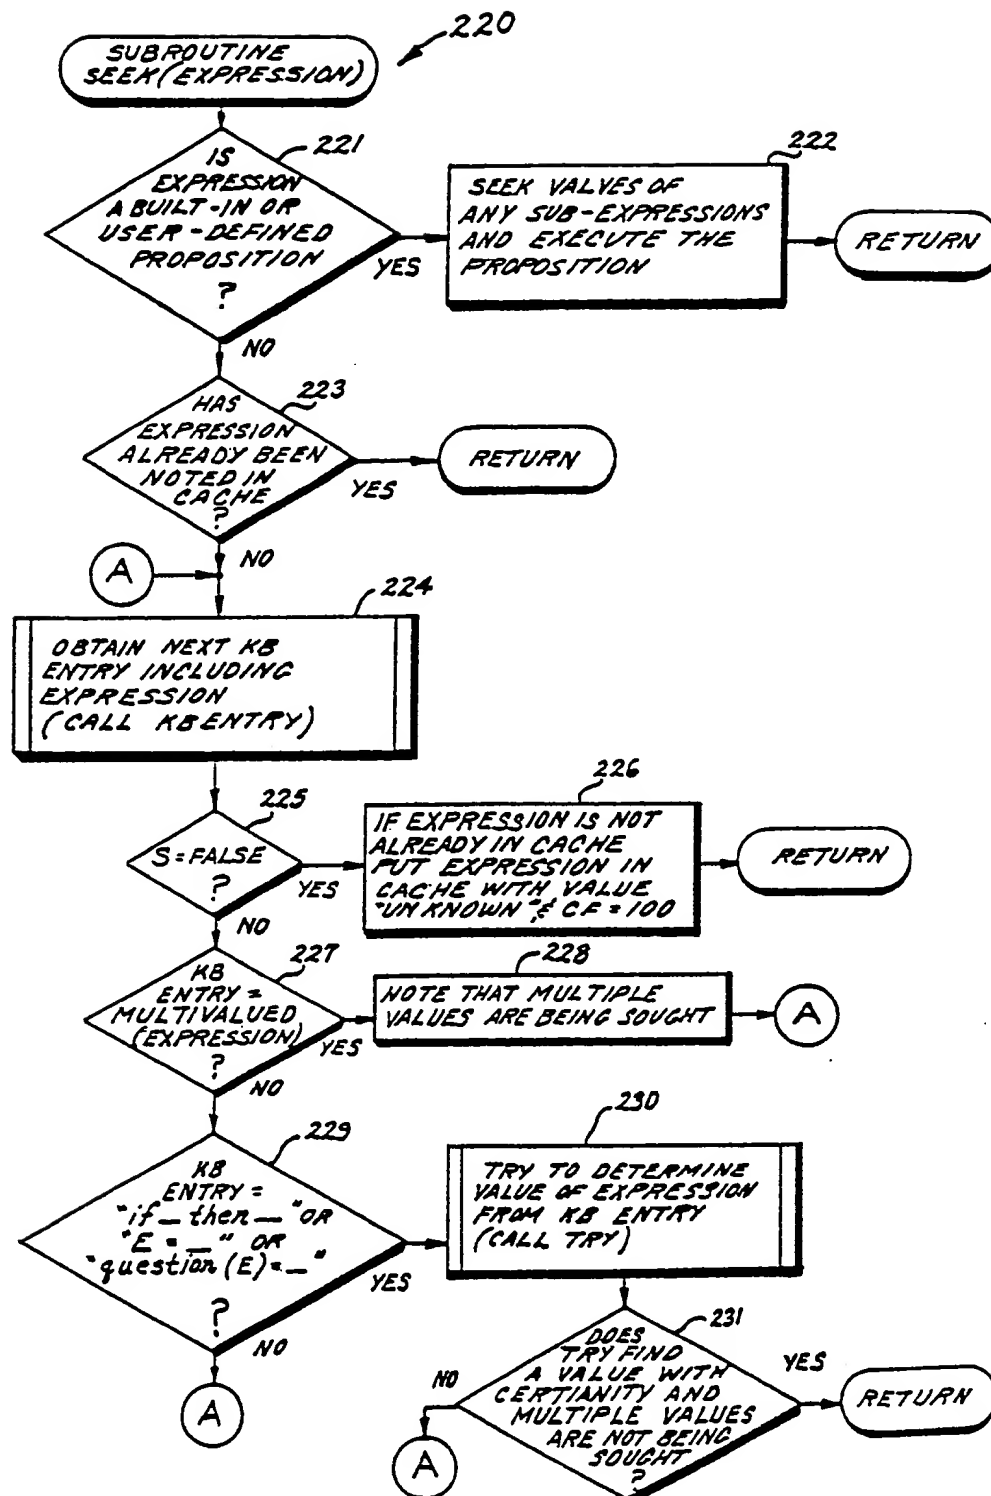 220
SUBROUTINE
SEEK(EXPRESSION)
221
IS
EXPRESSION
A BUILT-IN OR
USER-DEFINED
PROPOSITION
?
YES
NO
222
SEEK VALVES OF
ANY SUB-EXPRESSIONS
AND EXECUTE THE
PROPOSITION
RETURN
223
HAS
EXPRESSION
ALREADY BEEN
NOTED IN
CACHE
?
YES
NO
RETURN
A
224
OBTAIN NEXT KB
ENTRY INCLUDING
EXPRESSION
(CALL KBENTRY)
225
S=FALSE
?
YES
NO
226
IF EXPRESSION IS NOT
ALREADY IN CACHE
PUT EXPRESSION IN
CACHE WITH VALUE
"UNKNOWN" & CF=100
RETURN
227
KB
ENTRY =
MULTIVALUED
(EXPRESSION)
?
YES
NO
228
NOTE THAT MULTIPLE
VALUES ARE BEING SOUGHT
A
229
KB
ENTRY =
"if _ then _" OR
"E = _" OR
"question (E) = _"
?
YES
NO
A
230
TRY TO DETERMINE
VALUE OF EXPRESSION
FROM KB ENTRY
(CALL TRY)
231
DOES
TRY FIND
A VALUE WITH
CERTIANITY AND
MULTIPLE VALUES
ARE NOT BEING
SOUGHT
?
NO
YES
A
RETURN